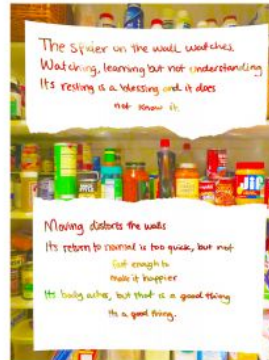 The spider on the wall watches
Watching, learning but not understanding
Its resting is a blessing and it does
not know it.
Jif
Moving distorts the walls
Its return to normal is too quick, but not
fast enough to
make it happier
Its body aches, but that is a good thing
Its a good thing.